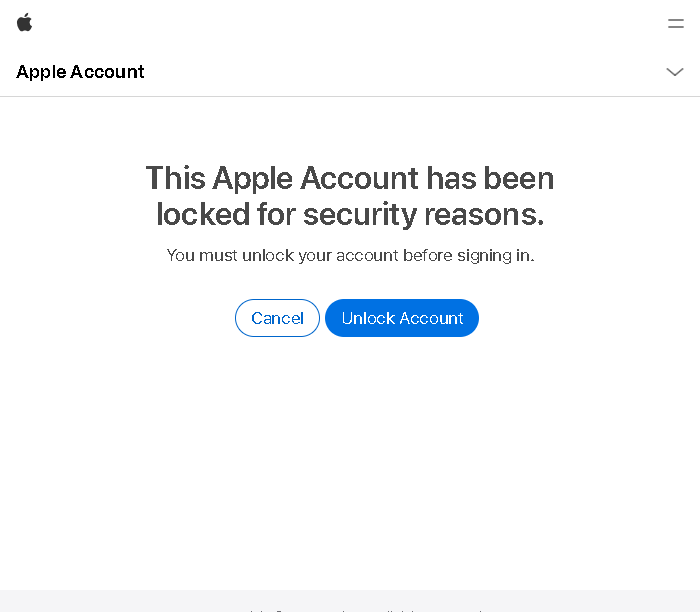 Apple Account
This Apple Account has been
locked for security reasons.
You must unlock your account before signing in.
Cancel
Unlock Account